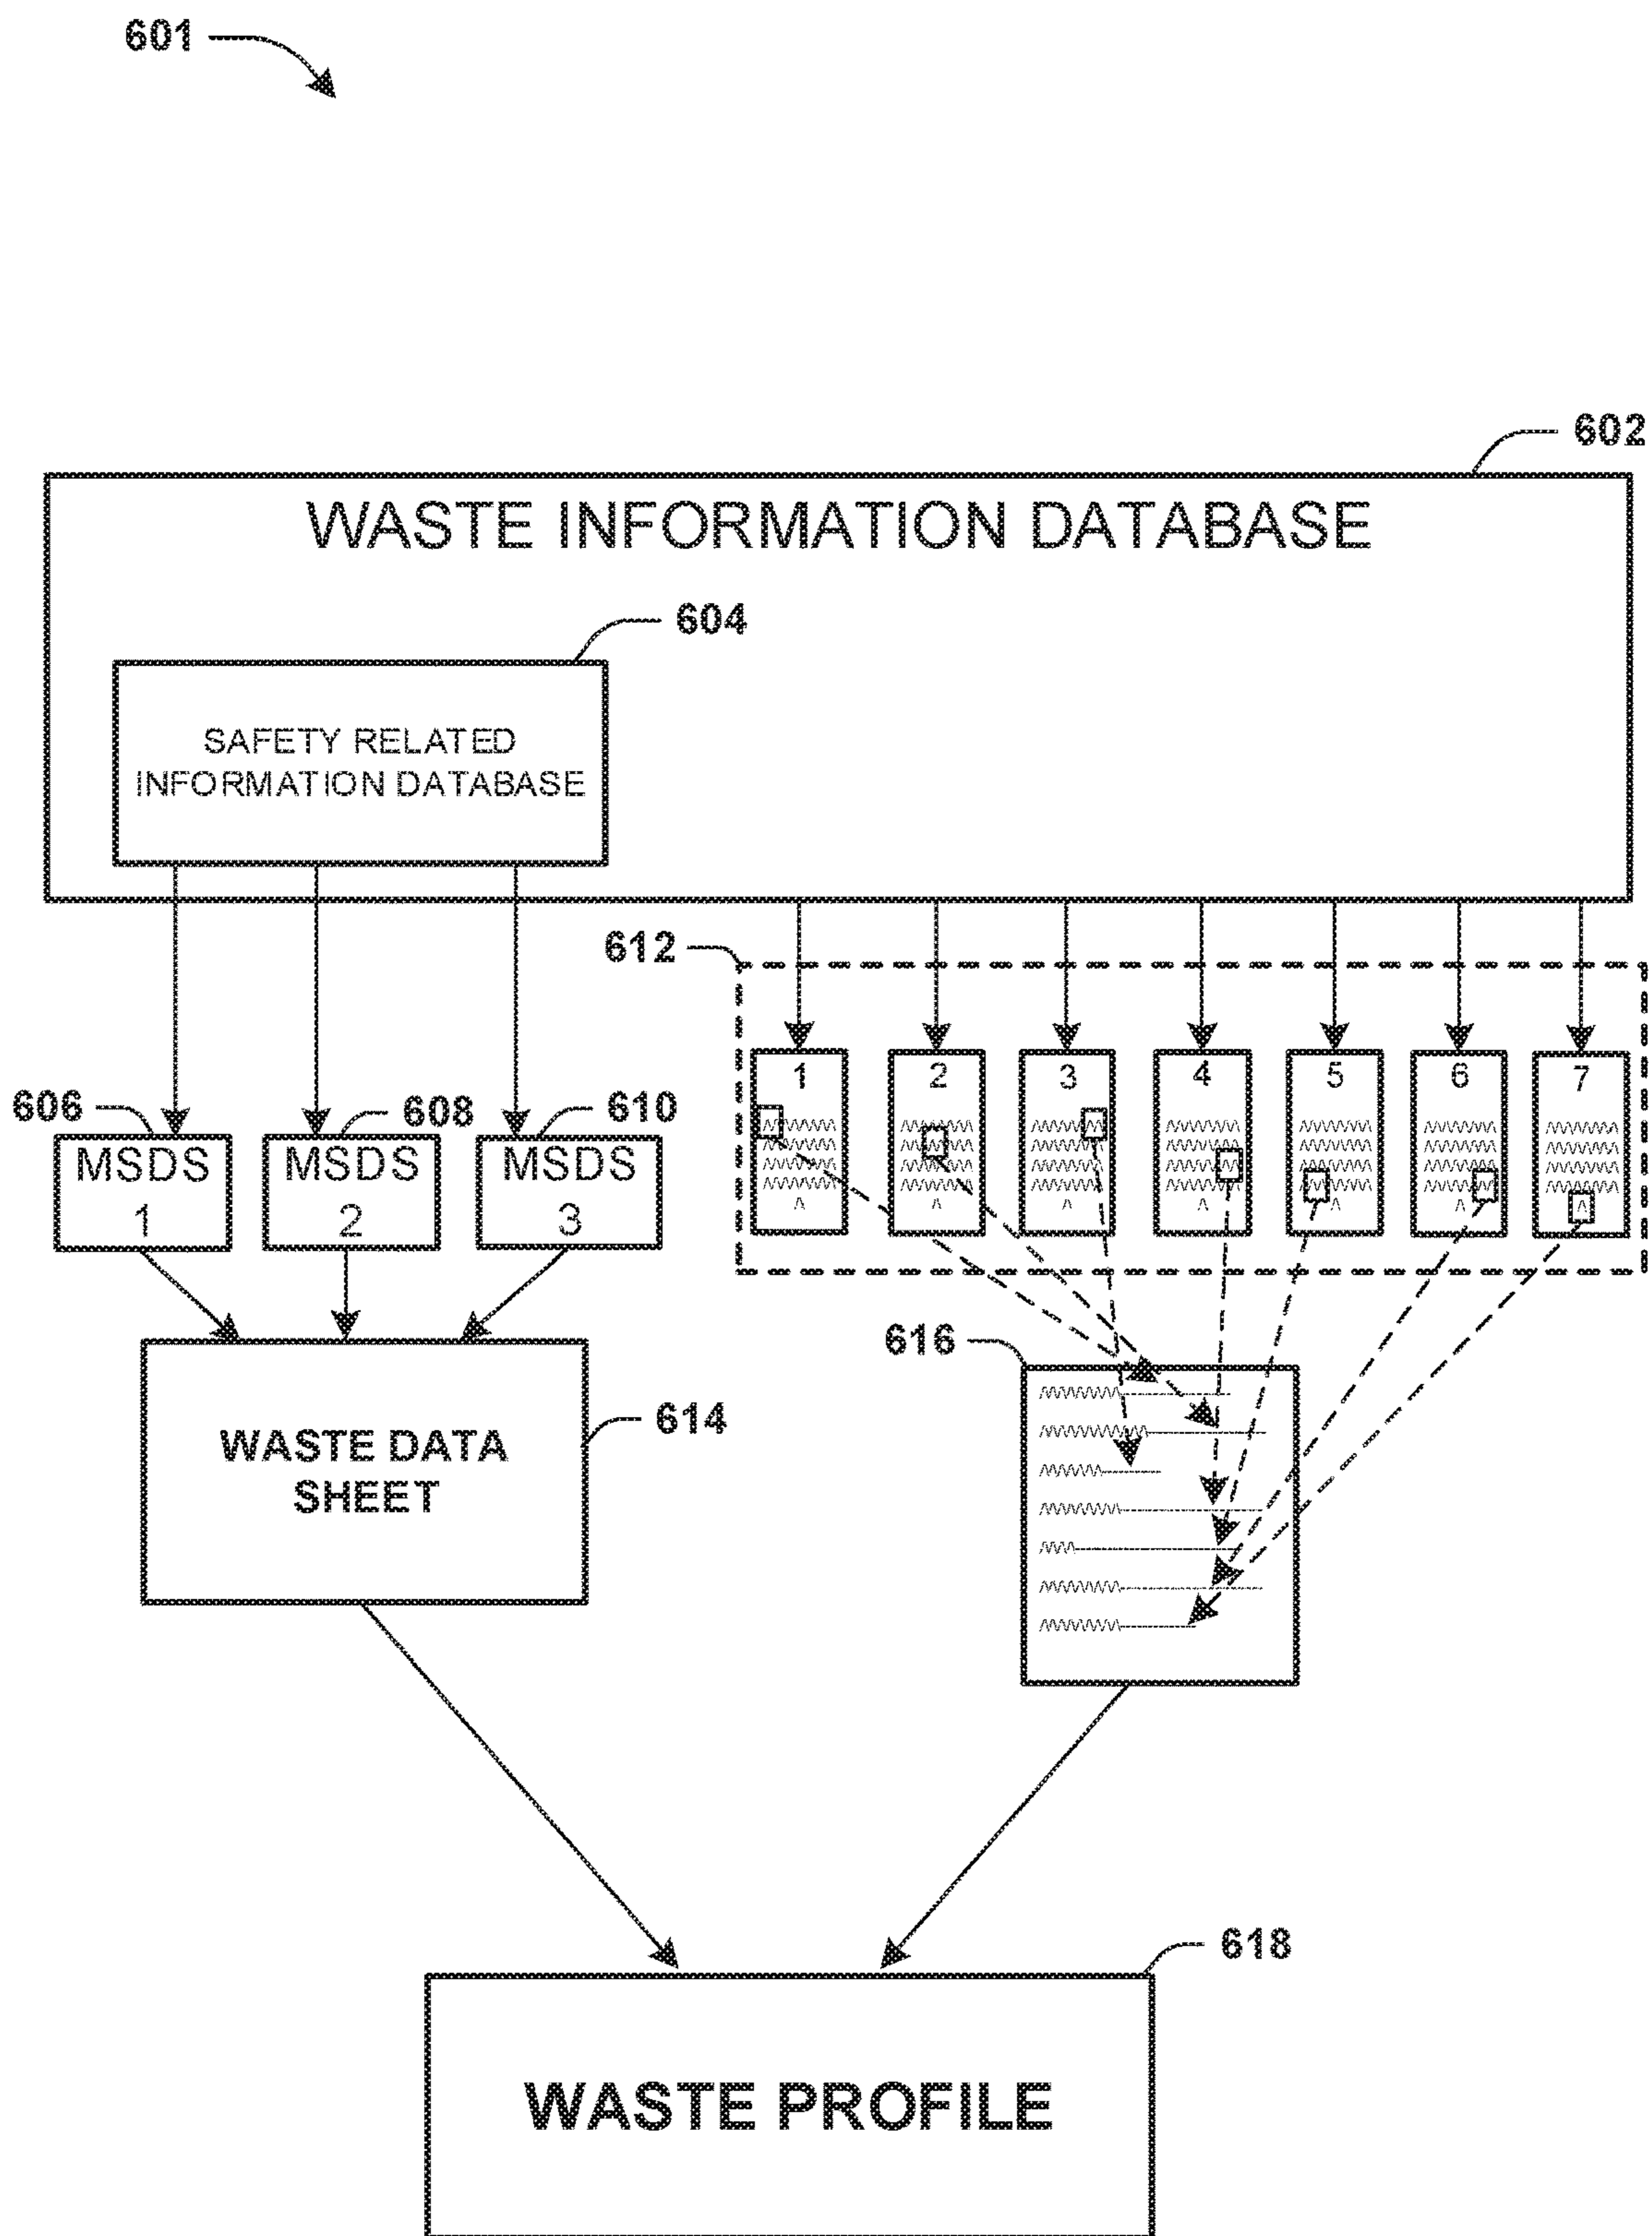 601
602
WASTE INFORMATION DATABASE
604
SAFETY RELATED
INFORMATION DATABASE
612
1 2 3 4 5 6 7
606 608 610
MSDS
1
MSDS
2
MSDS
3
616
614
WASTE DATA
SHEET
618
WASTE PROFILE